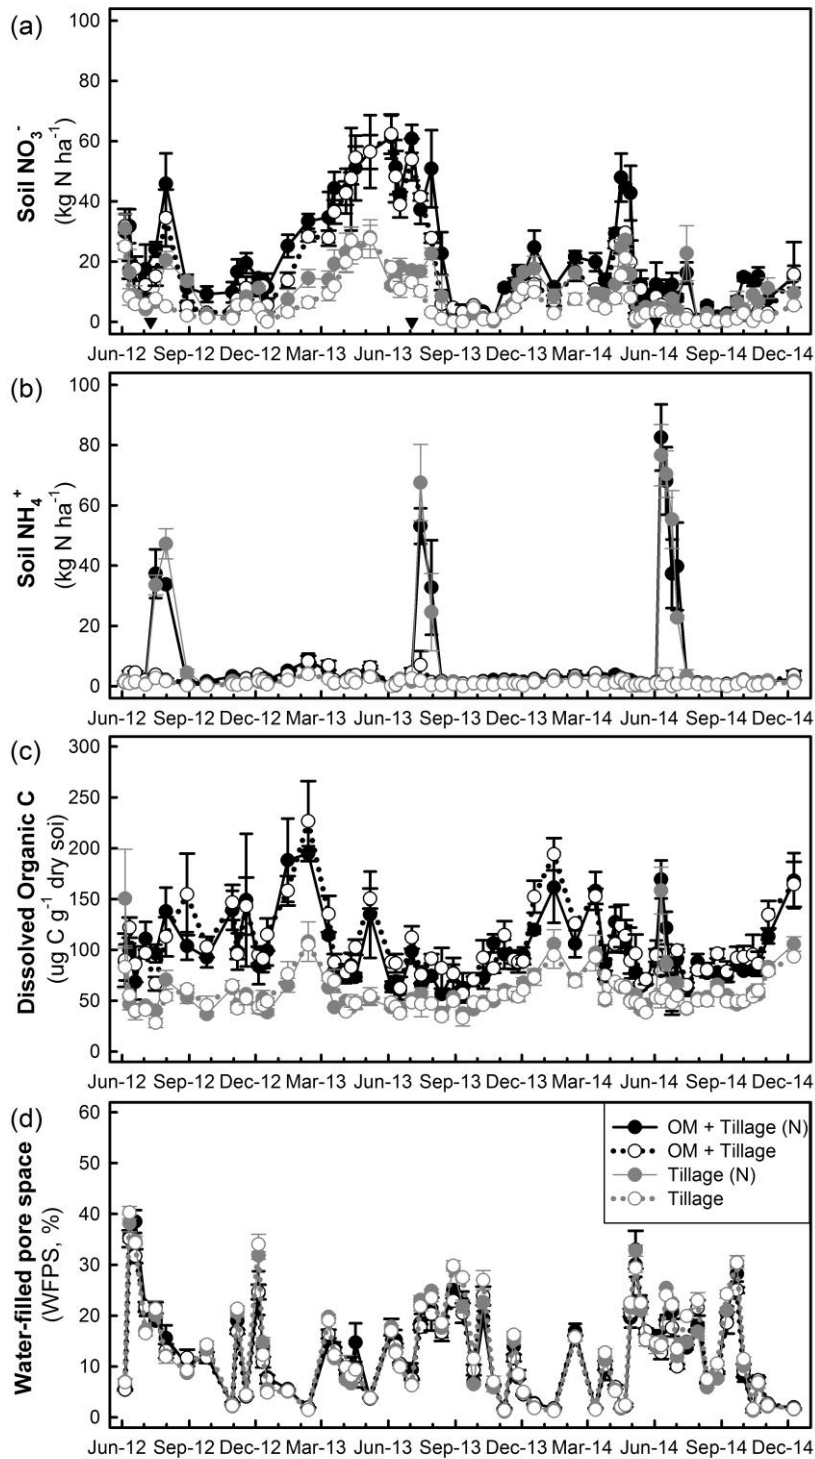 (a)
Soil NO₃⁻
(kg N ha⁻¹)
100
80
60
40
20
0
Jun-12 Sep-12 Dec-12 Mar-13 Jun-13 Sep-13 Dec-13 Mar-14 Jun-14 Sep-14 Dec-14
(b)
Soil NH₄⁺
(kg N ha⁻¹)
100
80
60
40
20
0
Jun-12 Sep-12 Dec-12 Mar-13 Jun-13 Sep-13 Dec-13 Mar-14 Jun-14 Sep-14 Dec-14
(c)
Dissolved Organic C
(ug C g⁻¹ dry soi)
300
250
200
150
100
50
0
Jun-12 Sep-12 Dec-12 Mar-13 Jun-13 Sep-13 Dec-13 Mar-14 Jun-14 Sep-14 Dec-14
(d)
Water-filled pore space
(WFPS, %)
60
50
40
30
20
10
0
OM + Tillage (N)
OM + Tillage
Tillage (N)
Tillage
Jun-12 Sep-12 Dec-12 Mar-13 Jun-13 Sep-13 Dec-13 Mar-14 Jun-14 Sep-14 Dec-14